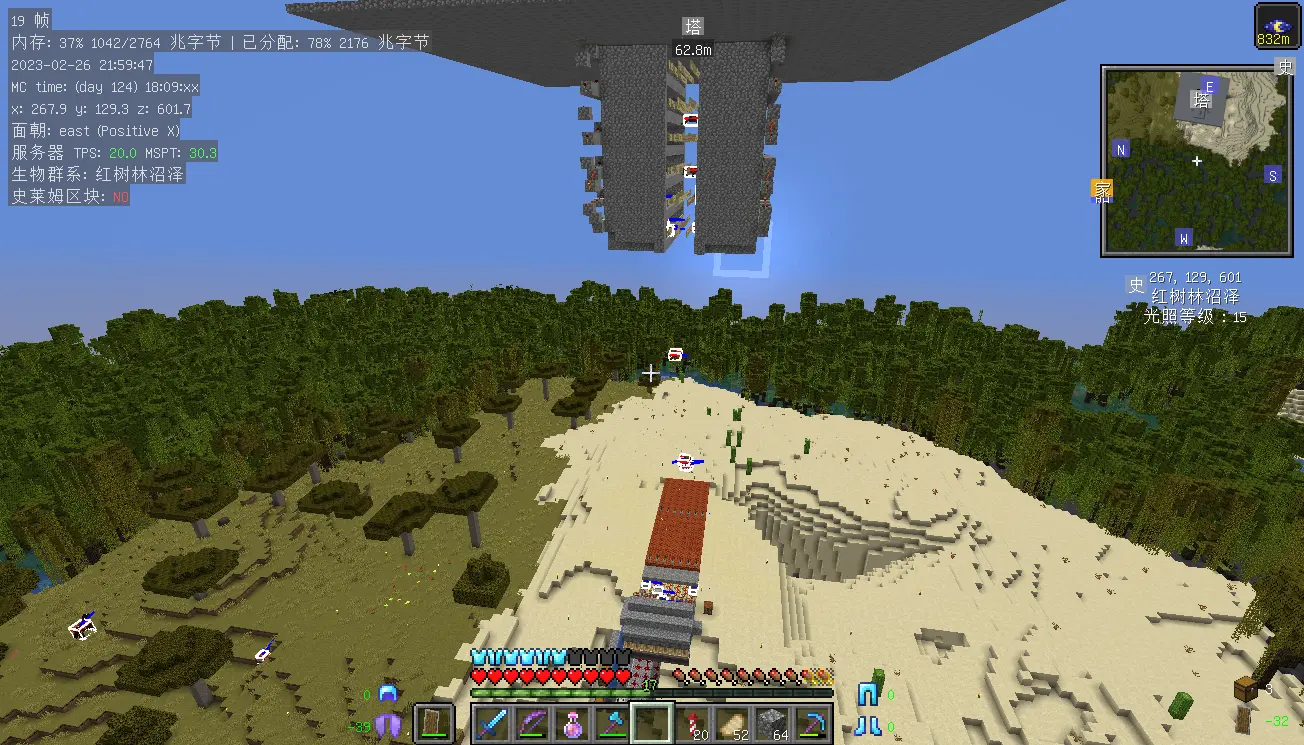 19 帧
内存: 37% 1042/2764 兆字节 | 已分配: 78% 2176 兆字节
2023-02-26 21:59:47
MC time: (day 124) 18:09:xx
x: 267.9 y: 129.3 z: 601.7
面朝: east (Positive X)
服务器 TPS: 20.0 MSPT: 30.3
生物群系: 红树林沼泽
史莱姆区块: NO
塔
62.8m
832m
史
E
塔
N
S
家
W
史
267, 129, 601
红树林沼泽
光照等级：15
17
0
-39
0
0
3
-32
20
52
64